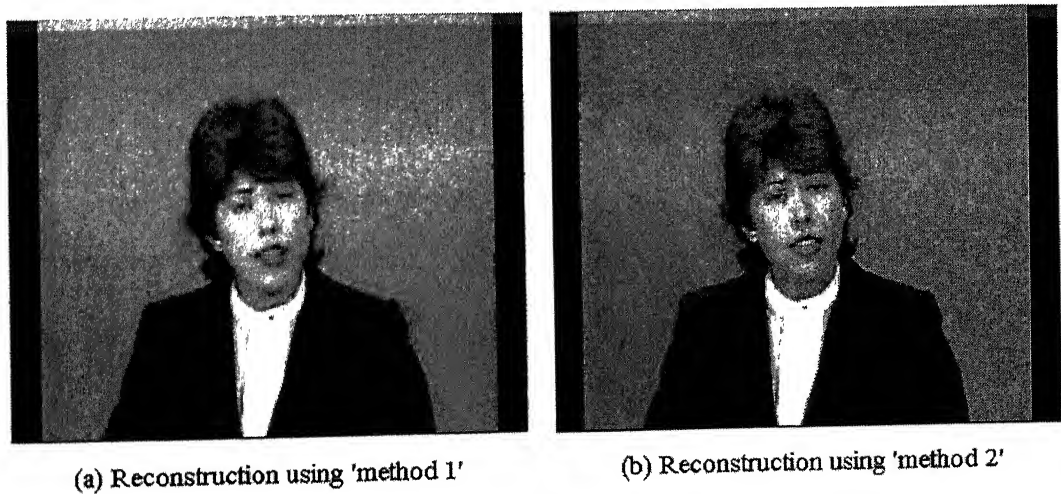 (a) Reconstruction using 'method 1'
(b) Reconstruction using 'method 2'